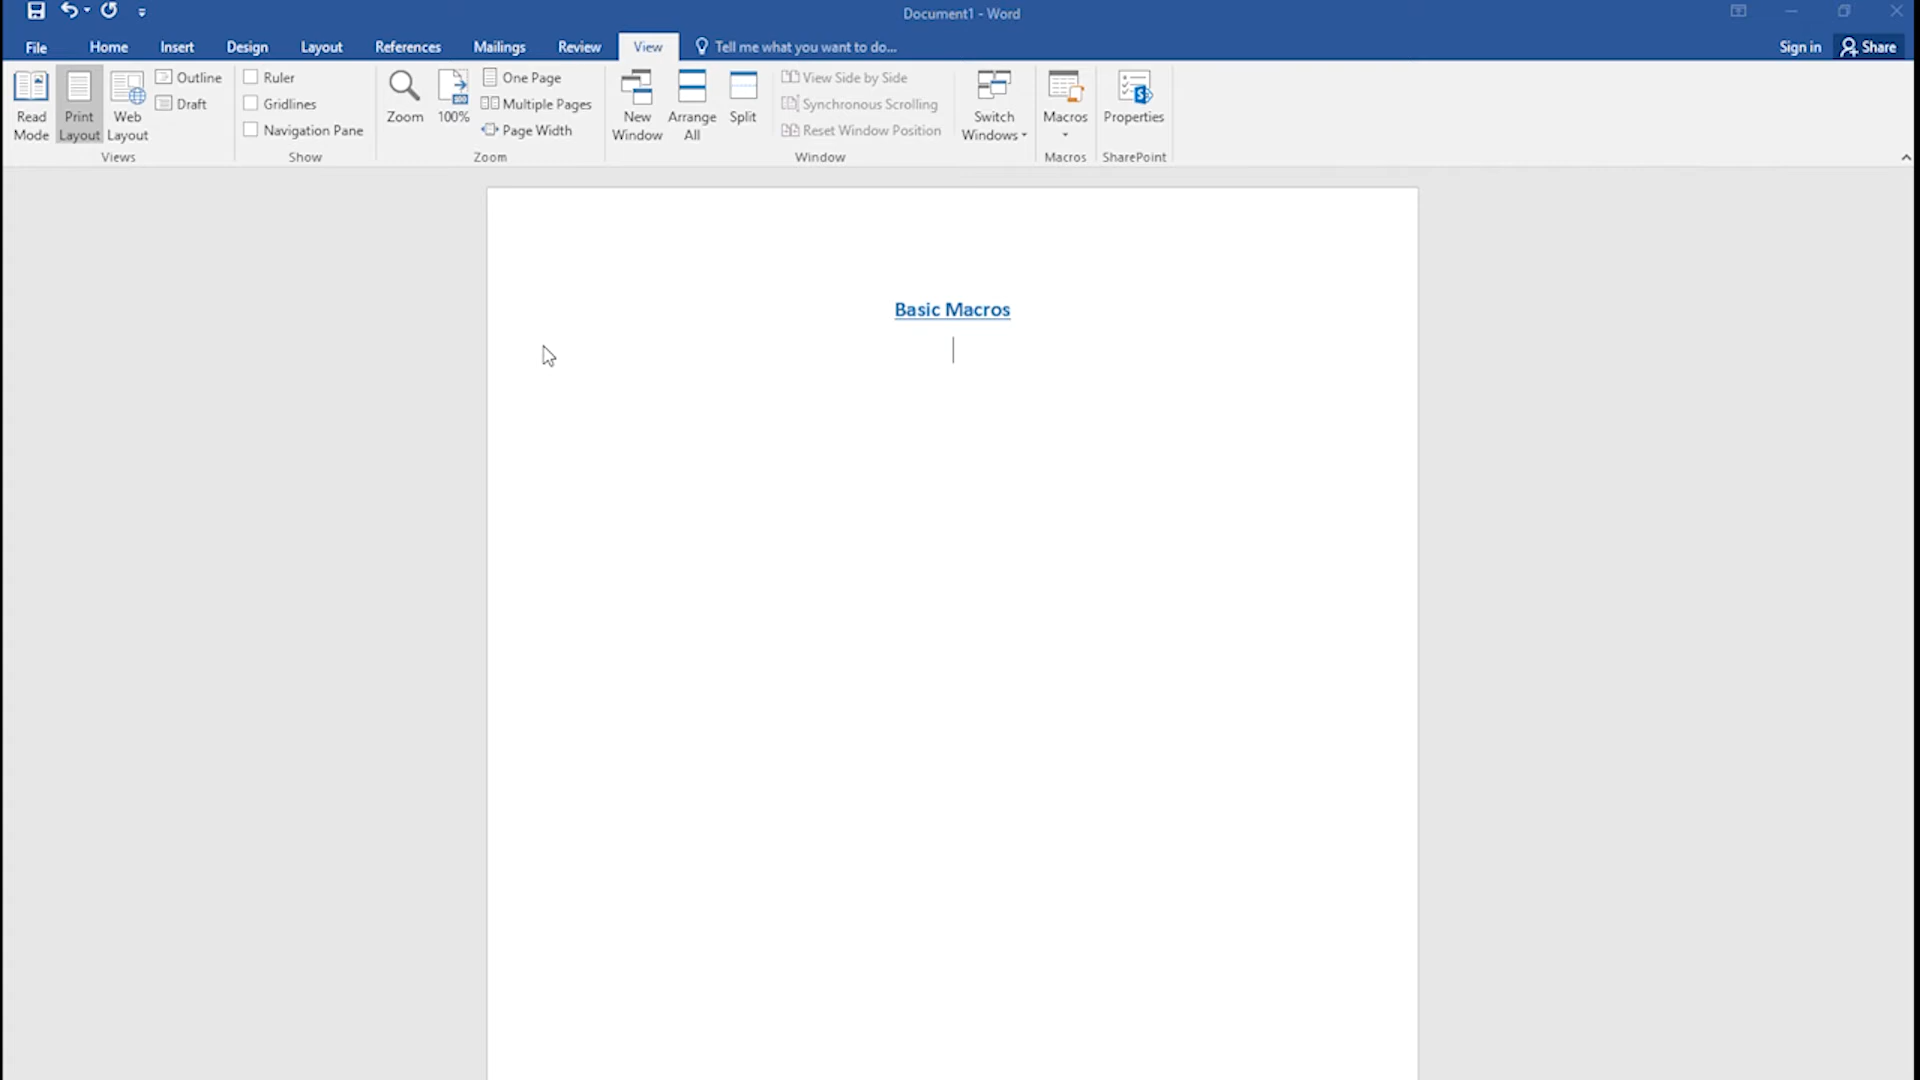 Document1 - Word
File Home Insert Design Layout References Mailings Review View Tell me what you want to do... Sign in Share
Read Mode
Print Layout
Web Layout
Outline
Draft
Views
Ruler
Gridlines
Navigation Pane
Show
Zoom
100%
One Page
Multiple Pages
Page Width
Zoom
New Window
Arrange All
Split
View Side by Side
Synchronous Scrolling
Reset Window Position
Switch Windows
Window
Macros
Macros
Properties
SharePoint
Basic Macros